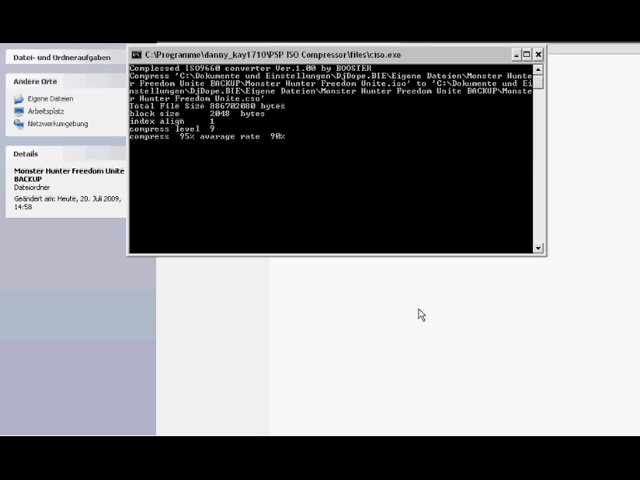 Datei- und Ordneraufgaben
Andere Orte
Eigene Dateien
Arbeitsplatz
Netzwerkumgebung
Details
Monster Hunter Freedom Unite
BACKUP
Dateiordner
Geändert am: Heute, 20. Juli 2009,
14:58
C:\Programme\danny_kay1710\PSP ISO Compressor\files\ciso.exe
Complessed ISO9660 converter Ver.1.00 by BOOSTER
Compress 'C:\Dokumente und Einstellungen\DjDope.BIE\Eigene Dateien\Monster Hunte
r Freedom Unite BACKUP\Monster Hunter Freedom Unite.iso' to 'C:\Dokumente und Ei
nstellungen\DjDope.BIE\Eigene Dateien\Monster Hunter Freedom Unite BACKUP\Monste
r Hunter Freedom Unite.cso'
Total File Size 886702080 bytes
block size 2048 bytes
index align 1
compress level 9
compress 95% avarage rate 90%